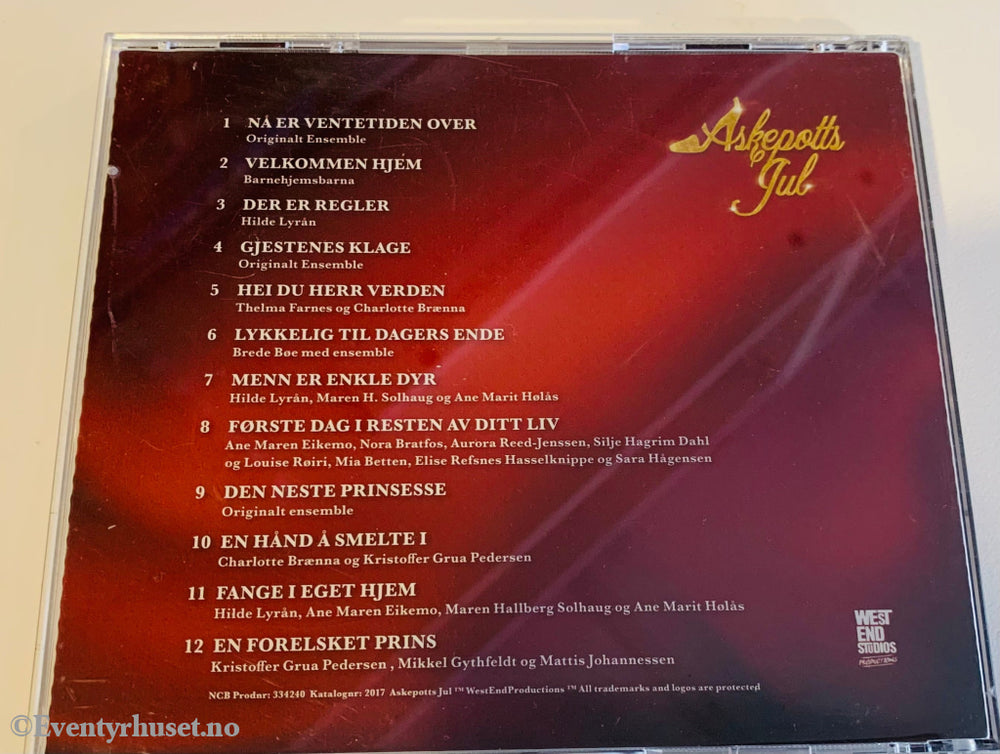 Askepotts
Jul
1 NÅ ER VENTETIDEN OVER
Originalt Ensemble
2 VELKOMMEN HJEM
Barnehjemsbarna
3 DER ER REGLER
Hilde Lyrån
4 GJESTENES KLAGE
Originalt Ensemble
5 HEI DU HERR VERDEN
Thelma Farnes og Charlotte Brænna
6 LYKKELIG TIL DAGERS ENDE
Brede Bøe med ensemble
7 MENN ER ENKLE DYR
Hilde Lyrån, Maren H. Solhaug og Ane Marit Hølås
8 FØRSTE DAG I RESTEN AV DITT LIV
Ane Maren Eikemo, Nora Bratfos, Aurora Reed-Jenssen, Silje Hagrim Dahl
og Louise Røiri, Mia Betten, Elise Refsnes Hasselknippe og Sara Hågensen
9 DEN NESTE PRINSESSE
Originalt ensemble
10 EN HÅND Å SMELTE I
Charlotte Brænna og Kristoffer Grua Pedersen
11 FANGE I EGET HJEM
Hilde Lyrån, Ane Maren Eikemo, Maren Hallberg Solhaug og Ane Marit Hølås
12 EN FORELSKET PRINS
Kristoffer Grua Pedersen , Mikkel Gythfeldt og Mattis Johannessen
WEST
END
STUDIOS
PRODUCTIONS
NCB Prodnr: 334240 Katalognr: 2017 Askepotts Jul ™ WestEndProductions ™ All trademarks and logos are protected
©Eventyrhuset.no